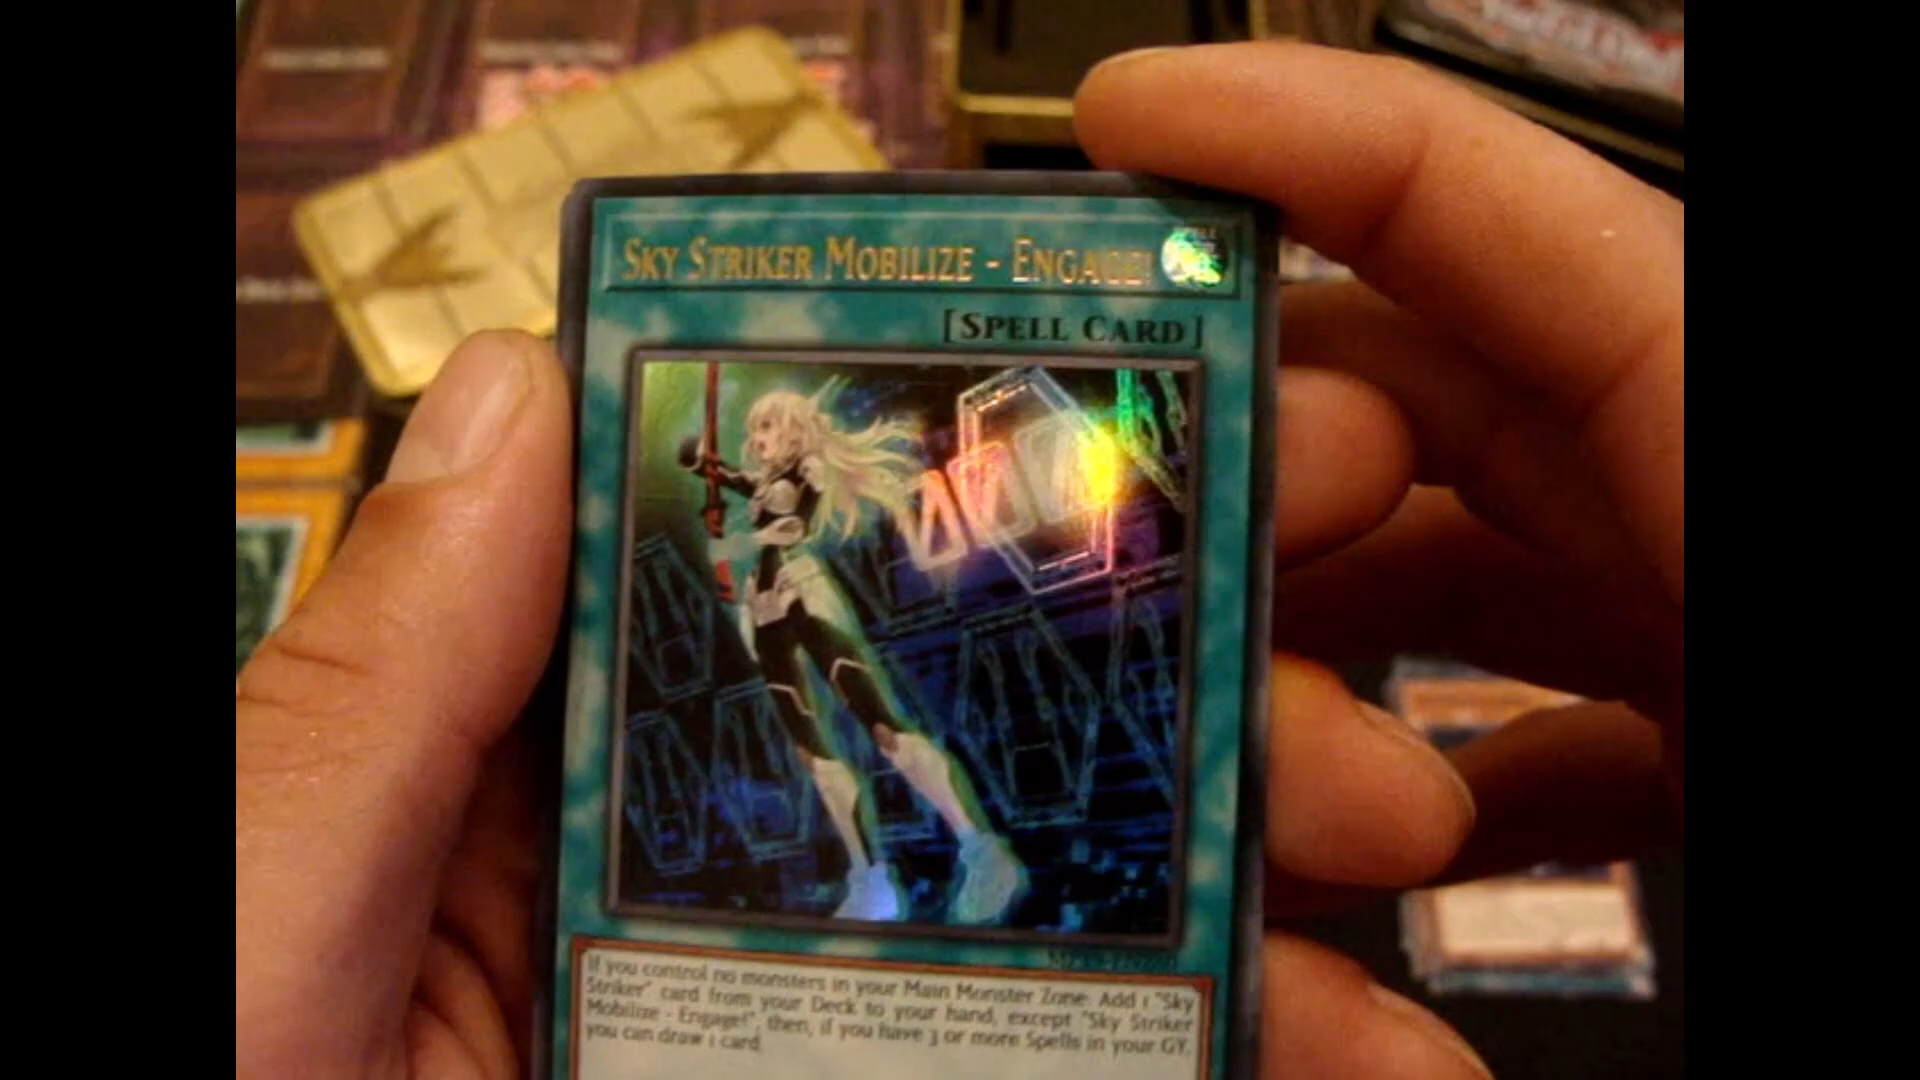 SKY STRIKER MOBILIZE - ENGAGE!
[SPELL CARD]
If you control no monsters in your Main Monster Zone: Add 1 "Sky
Striker" card from your Deck to your hand, except "Sky Striker
Mobilize - Engage!", then, if you have 3 or more Spells in your GY,
you can draw 1 card.